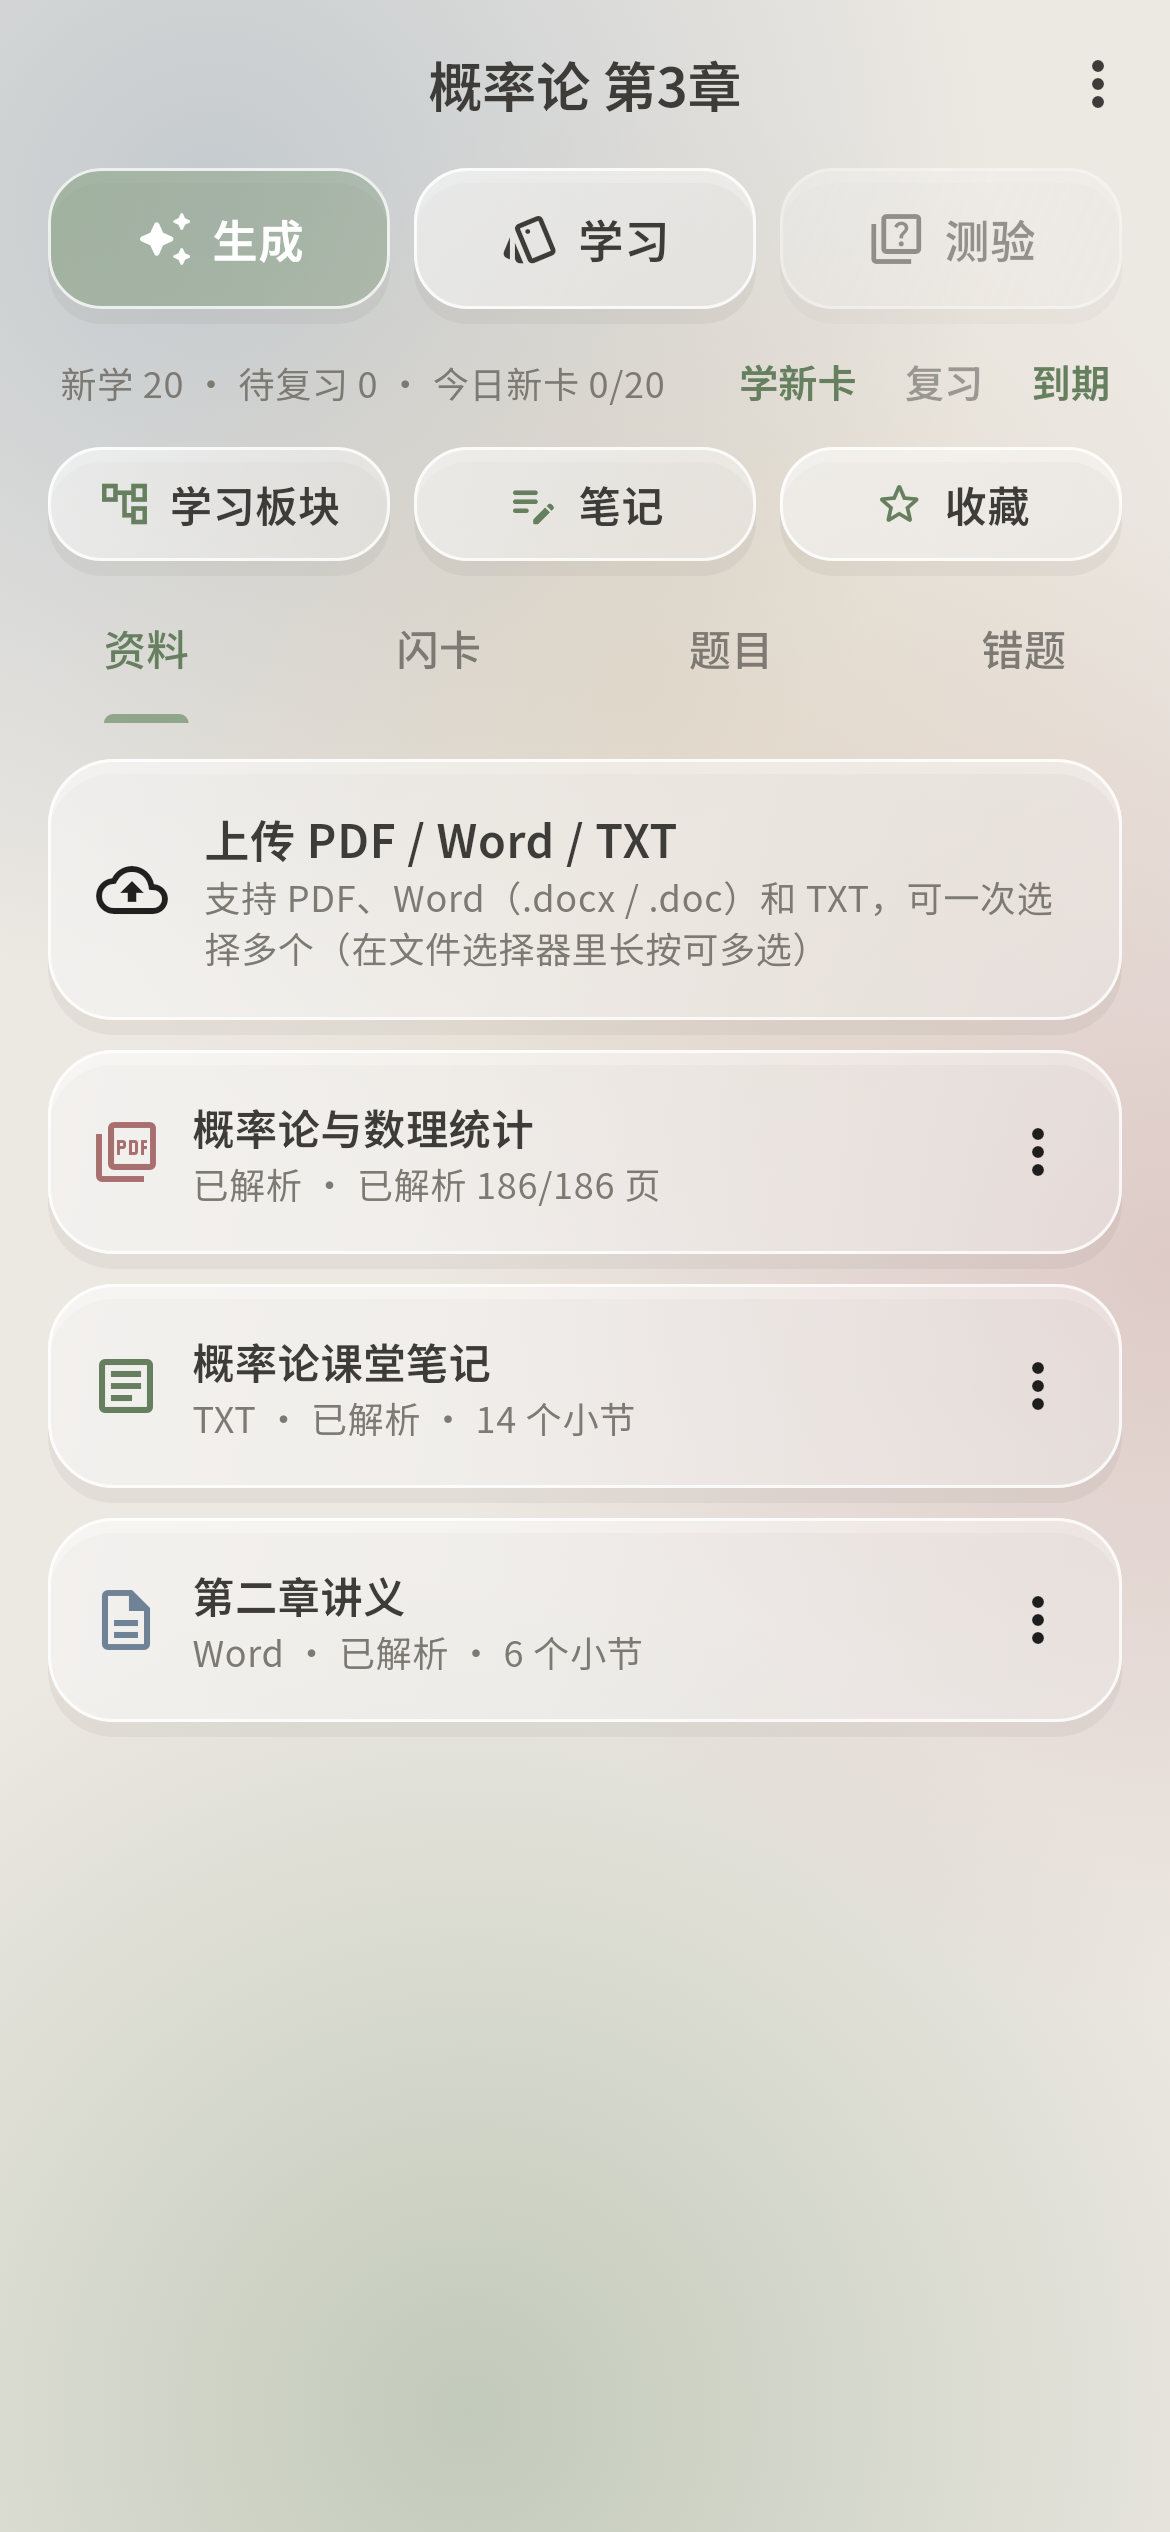 概率论 第3章
生成
学习
测验
新学 20 · 待复习 0 · 今日新卡 0/20
学新卡
复习
到期
学习板块
笔记
收藏
资料
闪卡
题目
错题
上传 PDF / Word / TXT
支持 PDF、Word（.docx / .doc）和 TXT，可一次选
择多个（在文件选择器里长按可多选）
PDF
概率论与数理统计
已解析 · 已解析 186/186 页
概率论课堂笔记
TXT · 已解析 · 14 个小节
第二章讲义
Word · 已解析 · 6 个小节